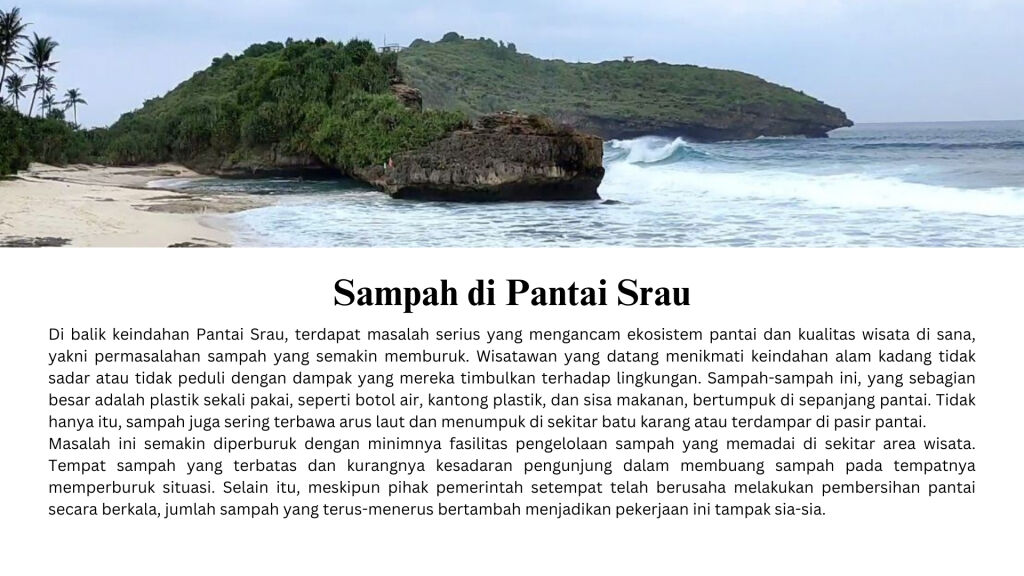 Sampah di Pantai Srau
Di balik keindahan Pantai Srau, terdapat masalah serius yang mengancam ekosistem pantai dan kualitas wisata di sana,
yakni permasalahan sampah yang semakin memburuk. Wisatawan yang datang menikmati keindahan alam kadang tidak
sadar atau tidak peduli dengan dampak yang mereka timbulkan terhadap lingkungan. Sampah-sampah ini, yang sebagian
besar adalah plastik sekali pakai, seperti botol air, kantong plastik, dan sisa makanan, bertumpuk di sepanjang pantai. Tidak
hanya itu, sampah juga sering terbawa arus laut dan menumpuk di sekitar batu karang atau terdampar di pasir pantai.
Masalah ini semakin diperburuk dengan minimnya fasilitas pengelolaan sampah yang memadai di sekitar area wisata.
Tempat sampah yang terbatas dan kurangnya kesadaran pengunjung dalam membuang sampah pada tempatnya
memperburuk situasi. Selain itu, meskipun pihak pemerintah setempat telah berusaha melakukan pembersihan pantai
secara berkala, jumlah sampah yang terus-menerus bertambah menjadikan pekerjaan ini tampak sia-sia.